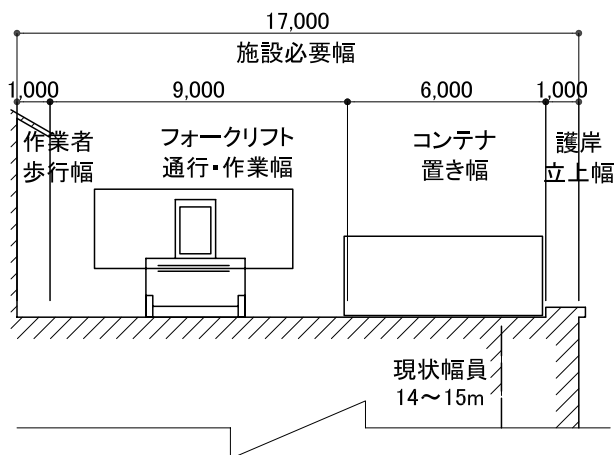 17,000
施設必要幅
1,000
9,000
6,000
1,000
作業者
歩行幅
フォークリフト
通行・作業幅
コンテナ
置き幅
護岸
立上幅
現状幅員
14～15m